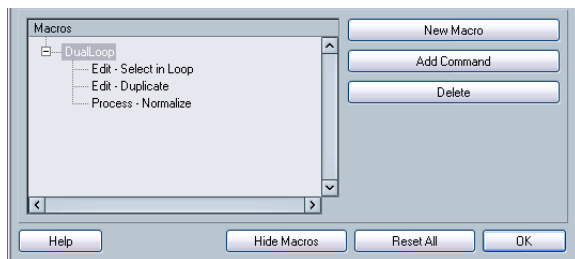 Macros
New Macro
DualLoop
Add Command
Edit - Select in Loop
Edit - Duplicate
Delete
Process - Normalize
Help
Hide Macros
Reset All
OK